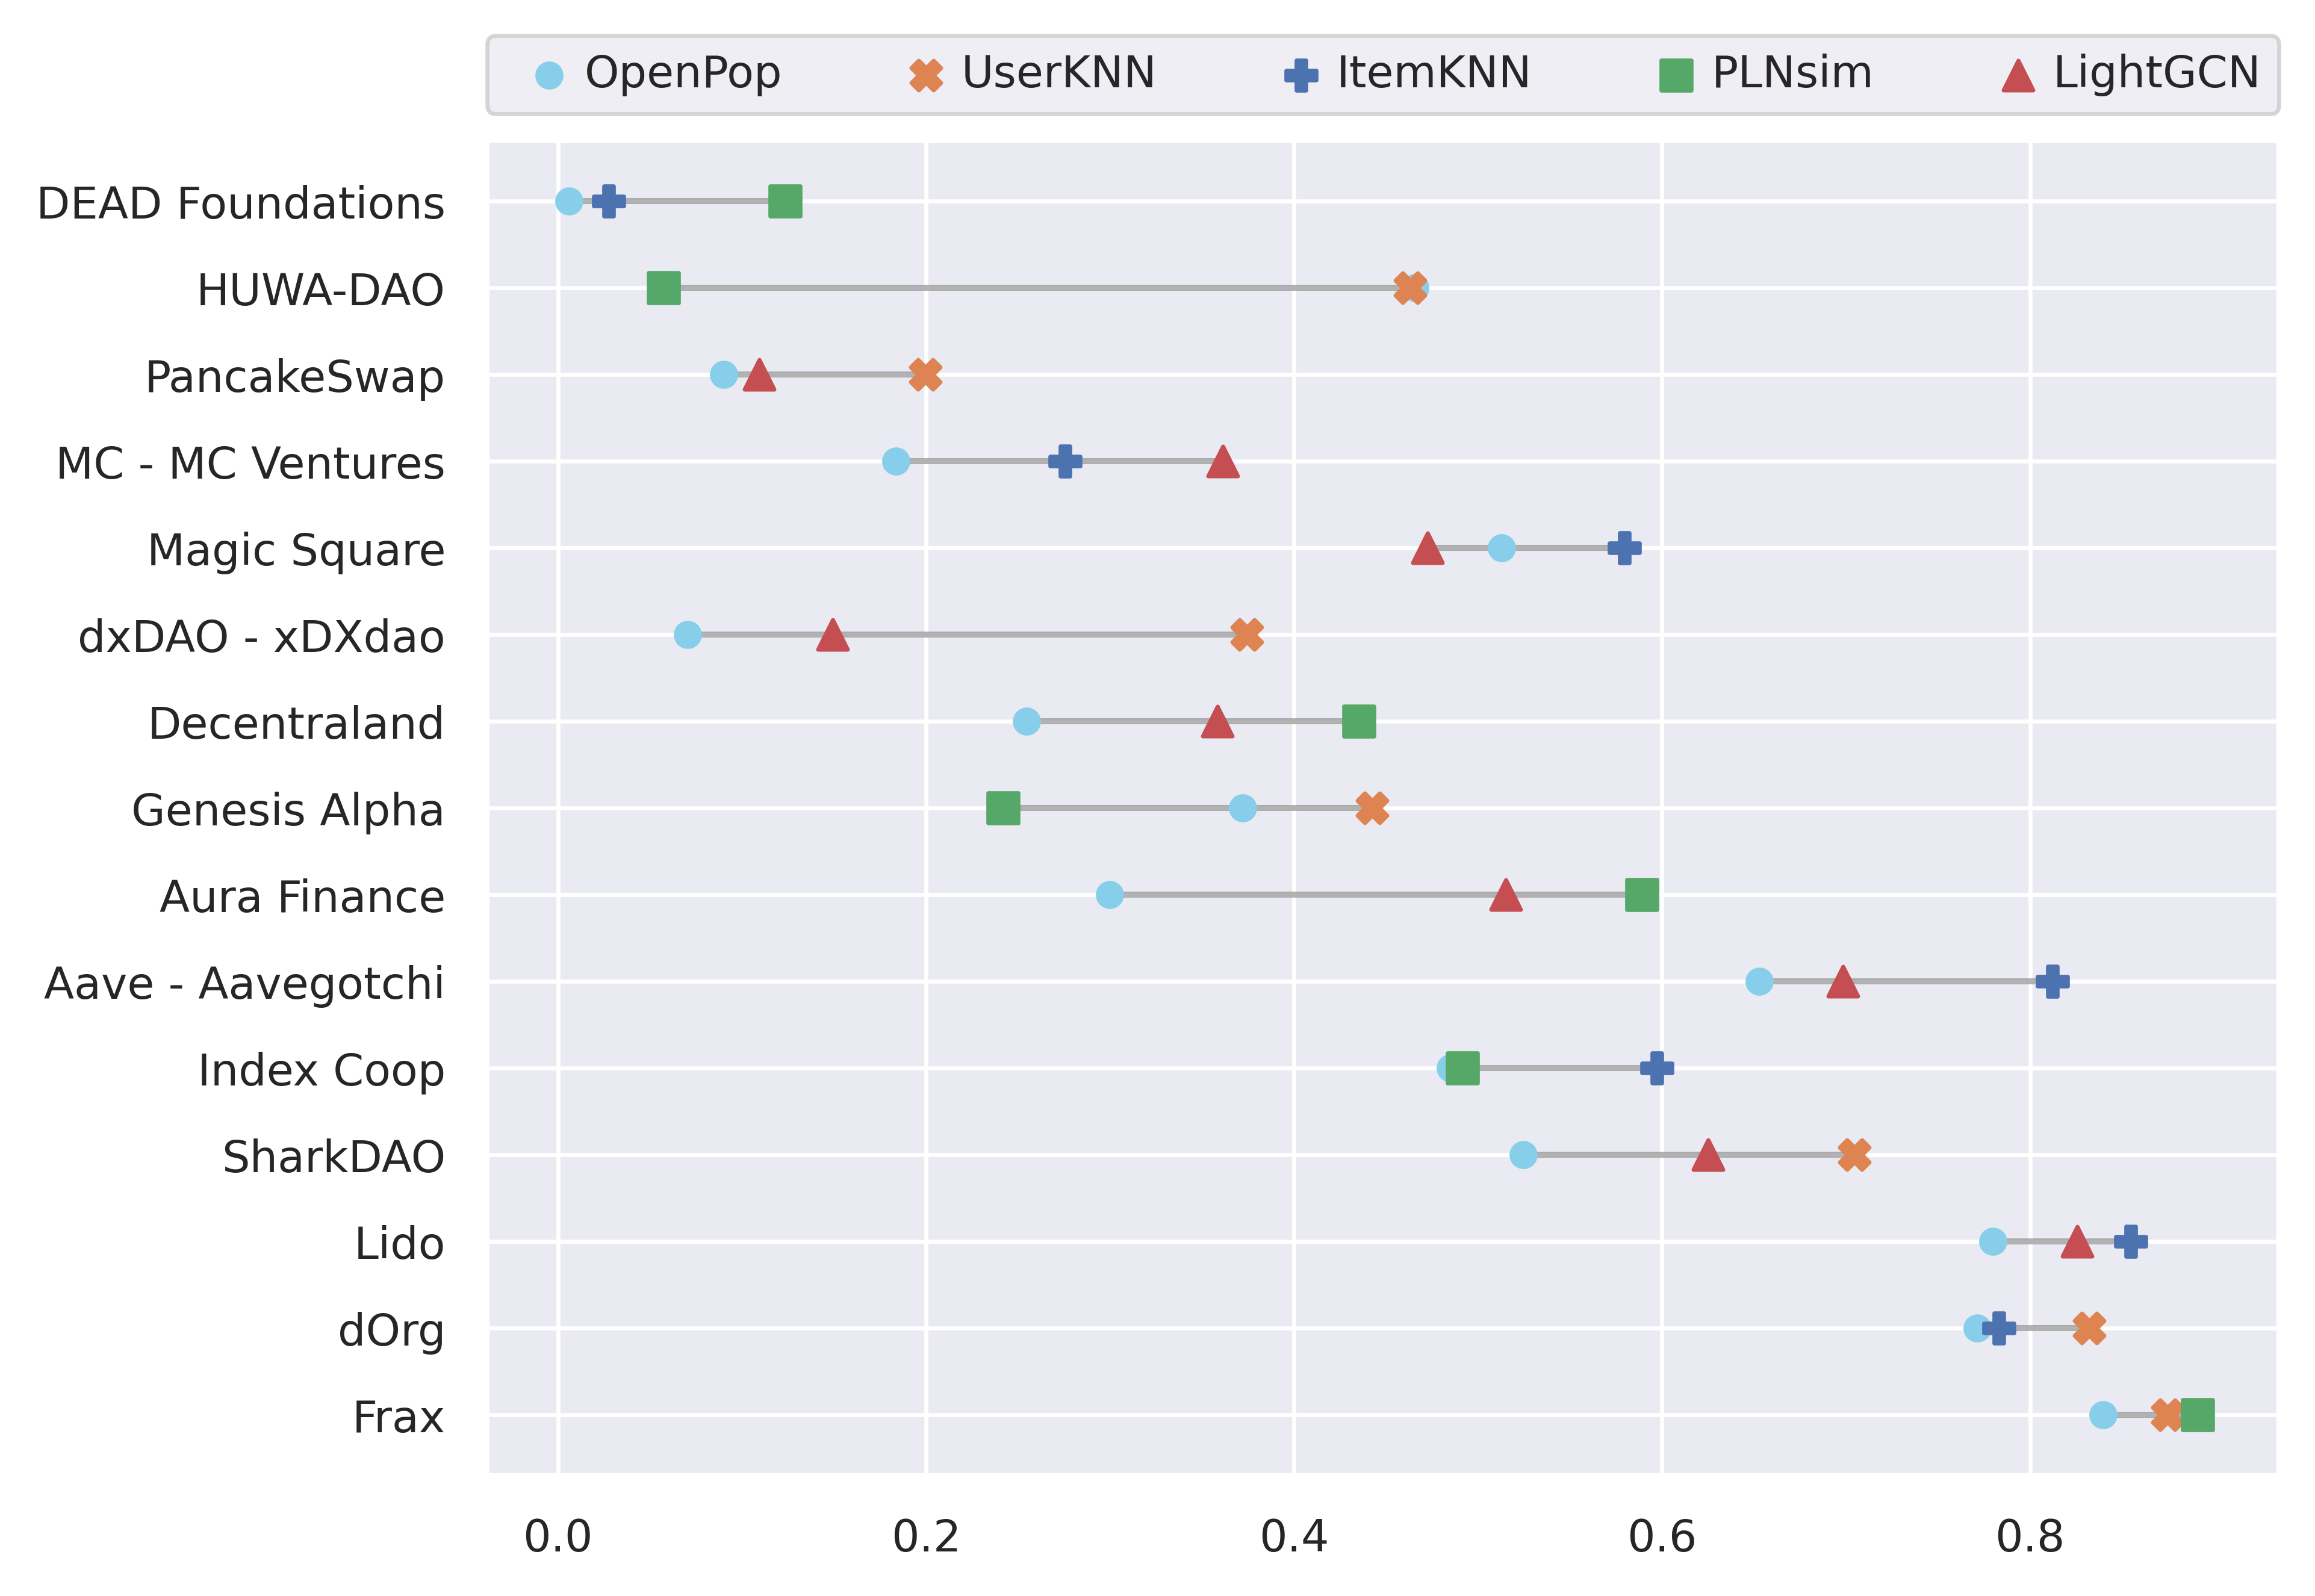 OpenPop UserKNN ItemKNN PLNsim LightGCN
DEAD Foundations
HUWA-DAO
PancakeSwap
MC - MC Ventures
Magic Square
dxDAO - xDXdao
Decentraland
Genesis Alpha
Aura Finance
Aave - Aavegotchi
Index Coop
SharkDAO
Lido
dOrg
Frax
0.0 0.2 0.4 0.6 0.8